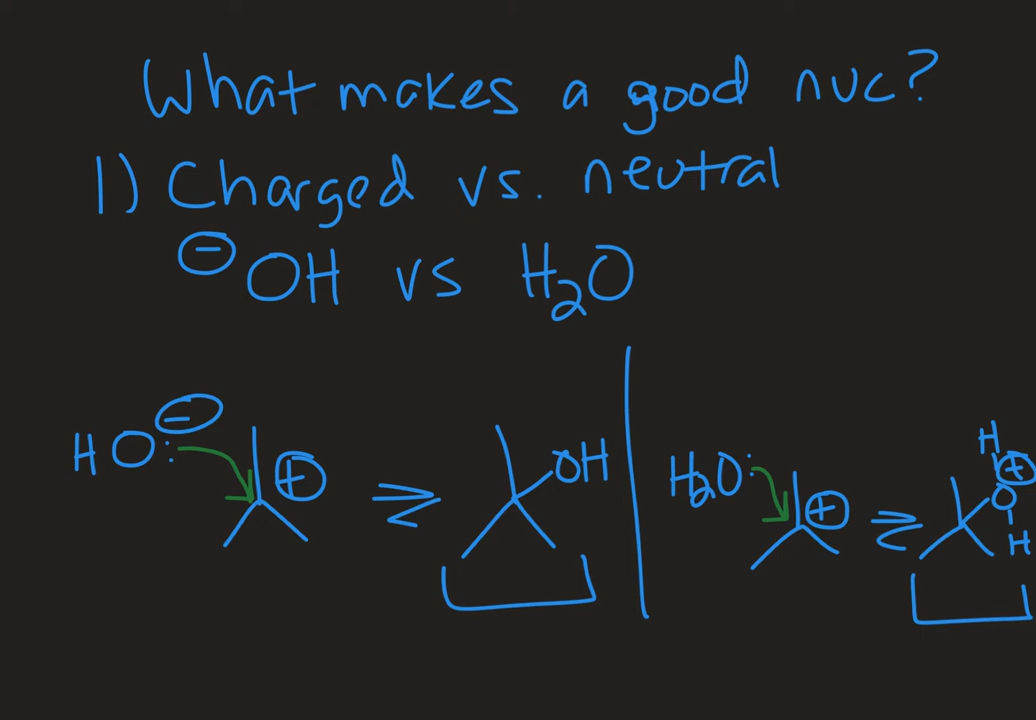 What makes a good nuc?
1) Charged vs. neutral
⊖OH vs H₂O
HO:⊖ ⊕ ⇌ OH
H₂O: ⊕ ⇌ H O⊕ H